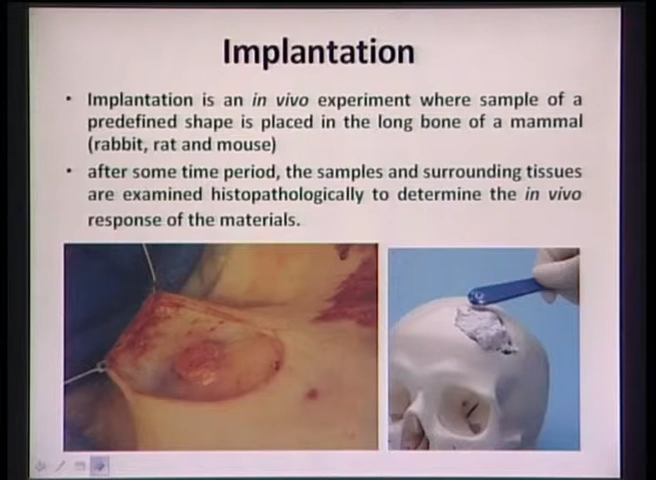 Implantation
• Implantation is an in vivo experiment where sample of a
predefined shape is placed in the long bone of a mammal
(rabbit, rat and mouse)
• after some time period, the samples and surrounding tissues
are examined histopathologically to determine the in vivo
response of the materials.